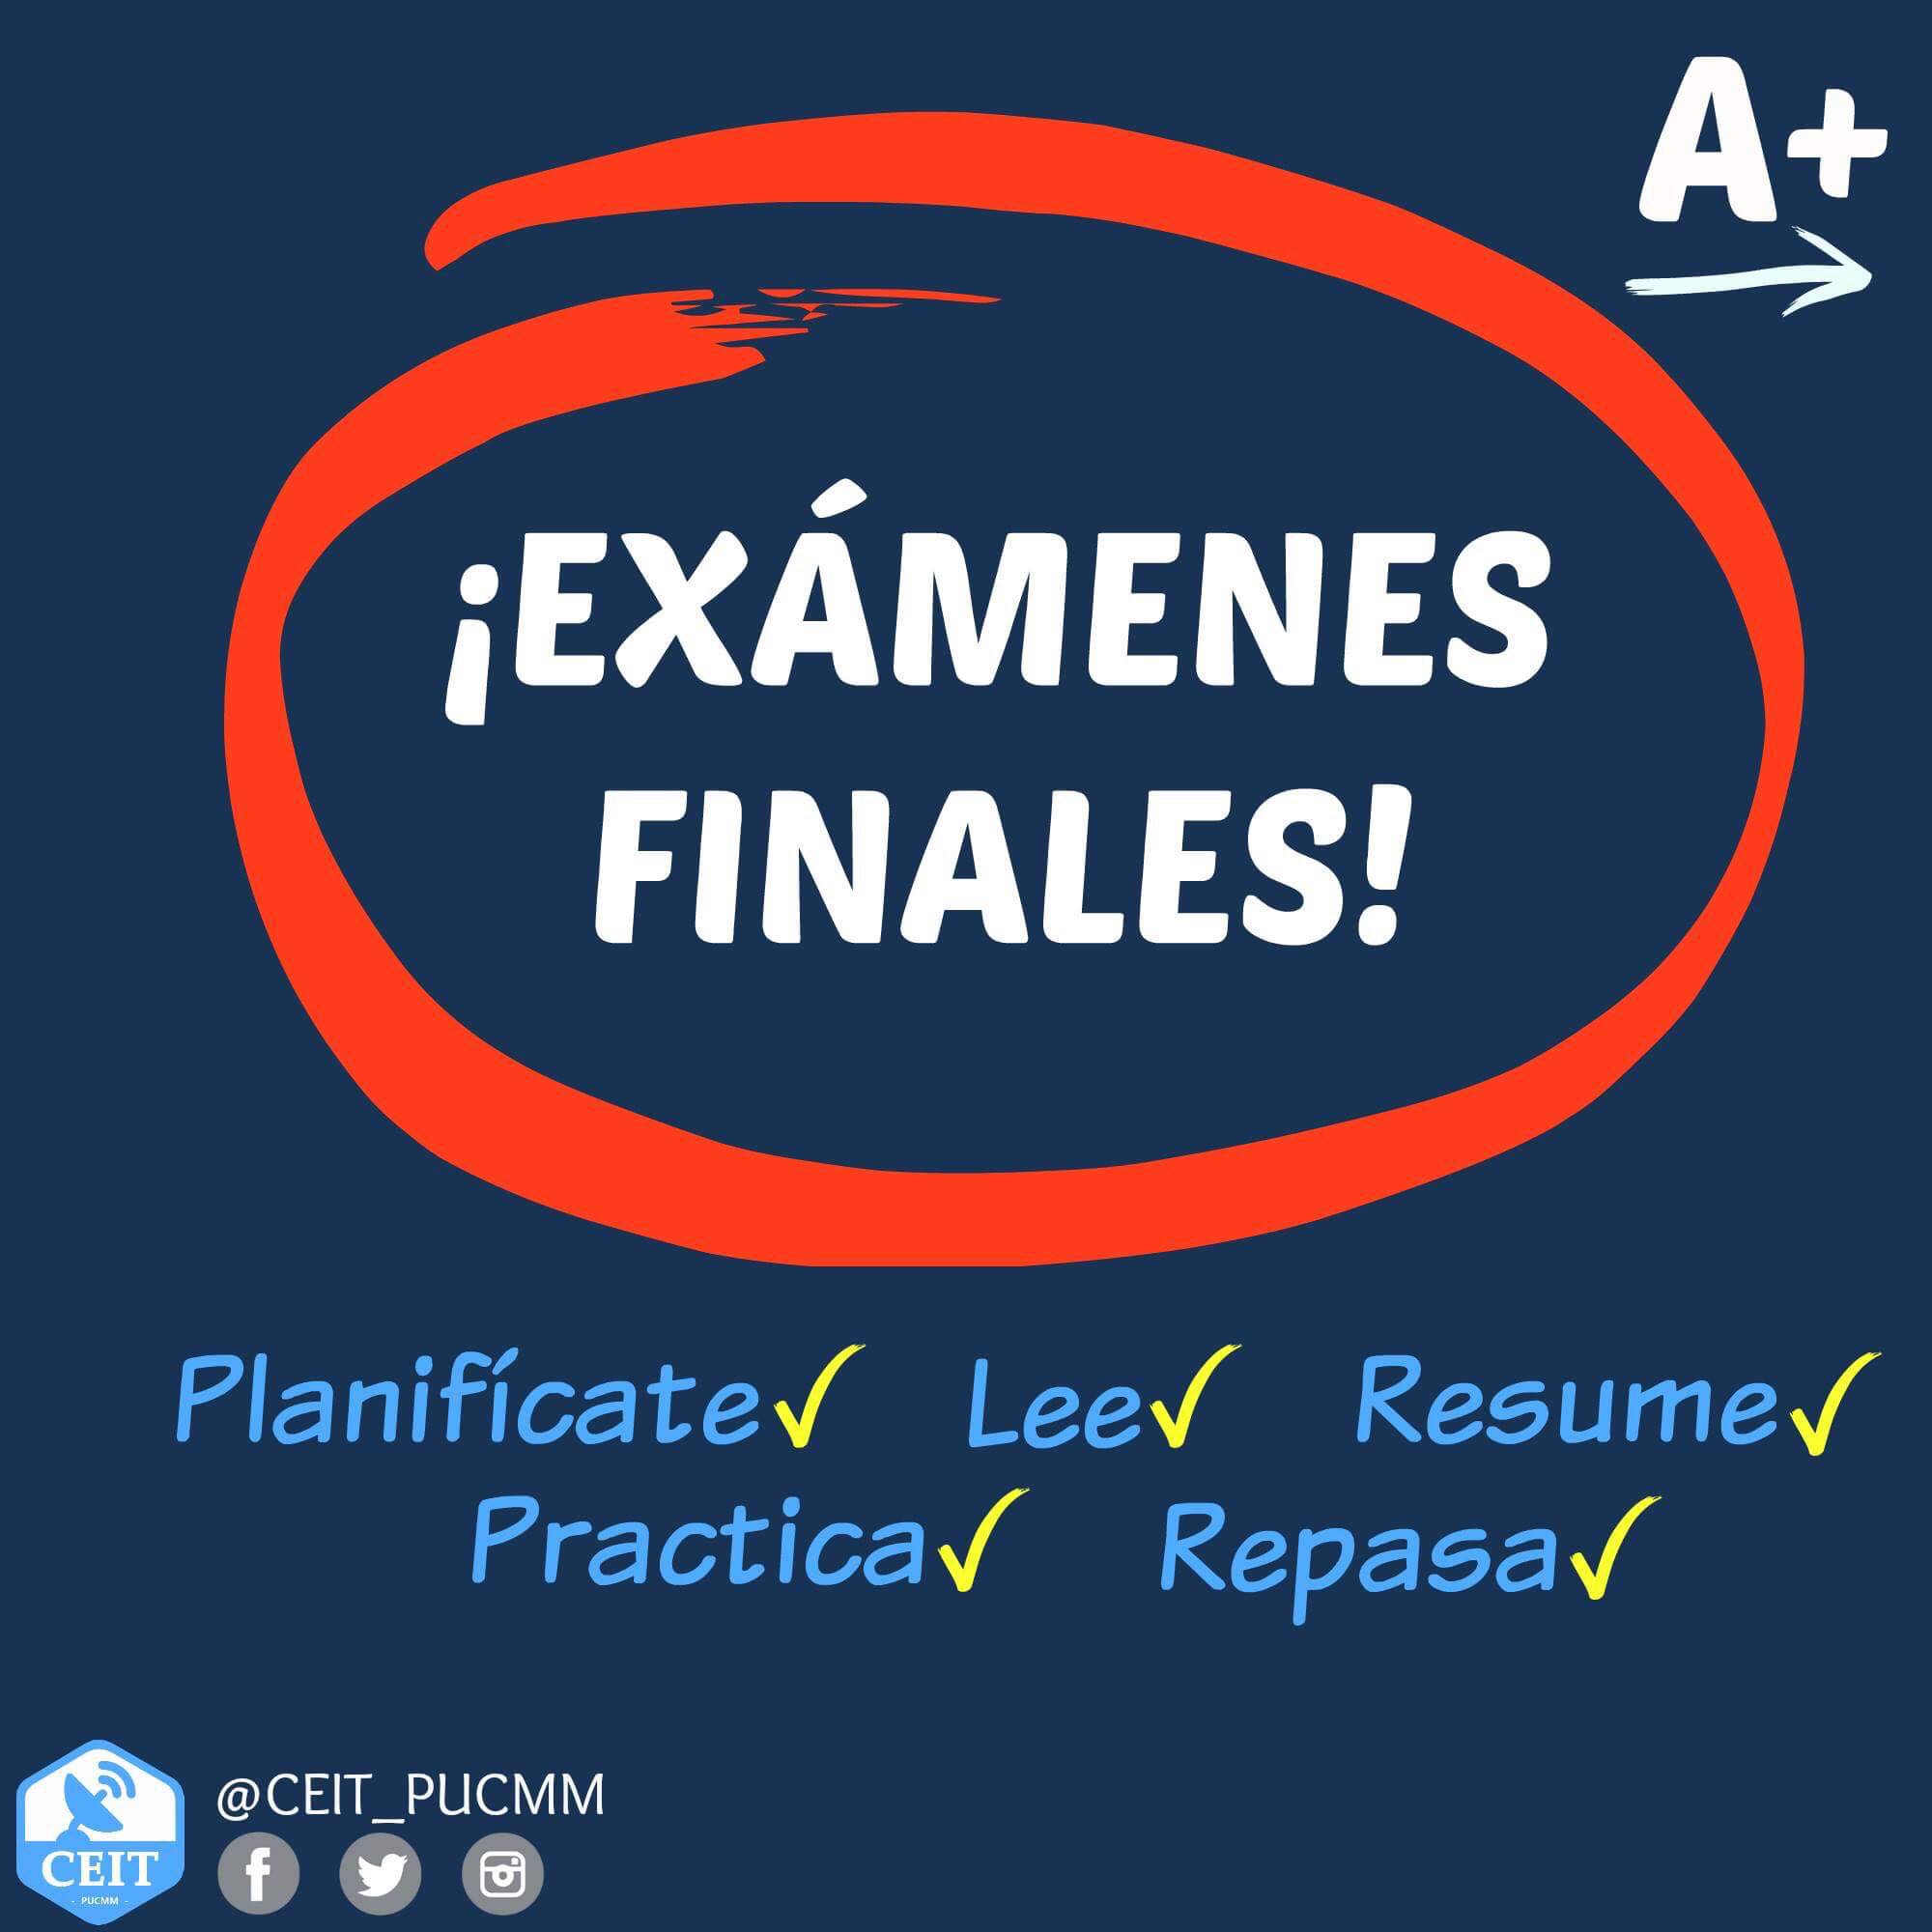 A+
¡EXÁMENES
FINALES!
Planifícate Lee Resume
Practica Repasa
@CEIT_PUCMM
CEIT
- PUCMM -